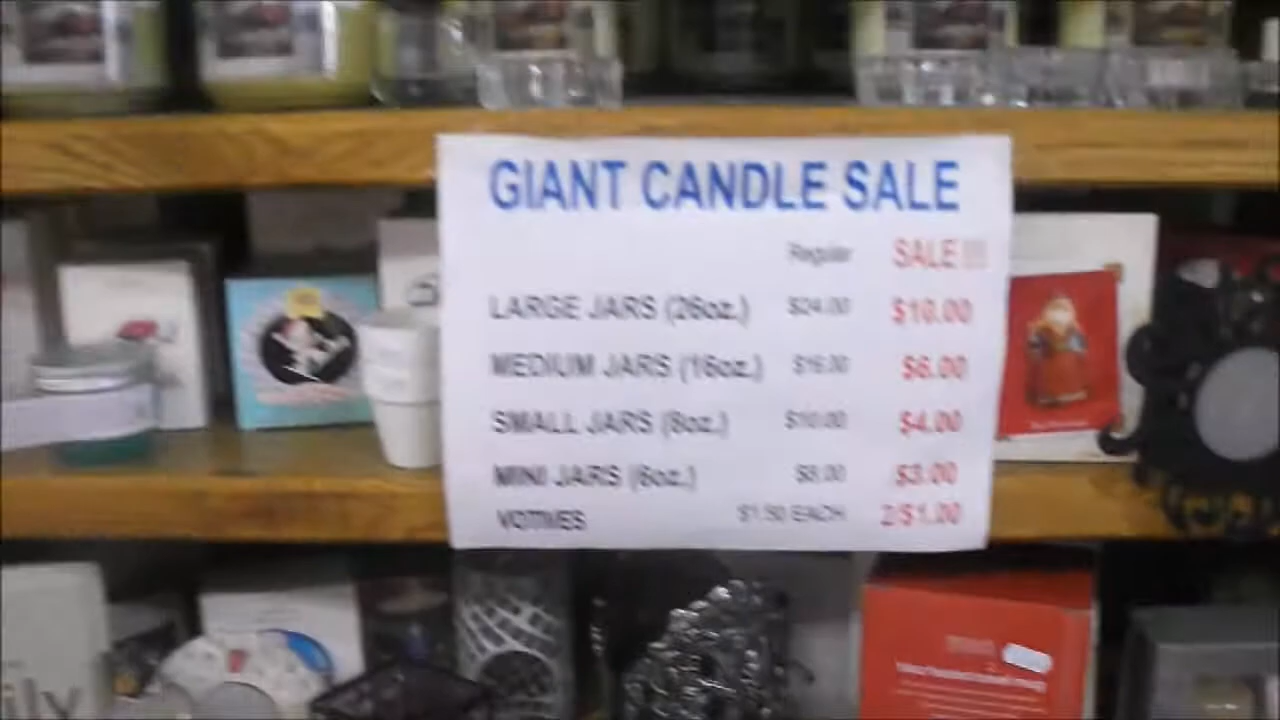 GIANT CANDLE SALE
Regular SALE!!!
LARGE JARS (26oz.) $24.00 $10.00
MEDIUM JARS (16oz.) $16.00 $6.00
SMALL JARS (8oz.) $10.00 $4.00
MINI JARS (6oz.) $8.00 $3.00
VOTIVES $1.50 EACH 2/$1.00